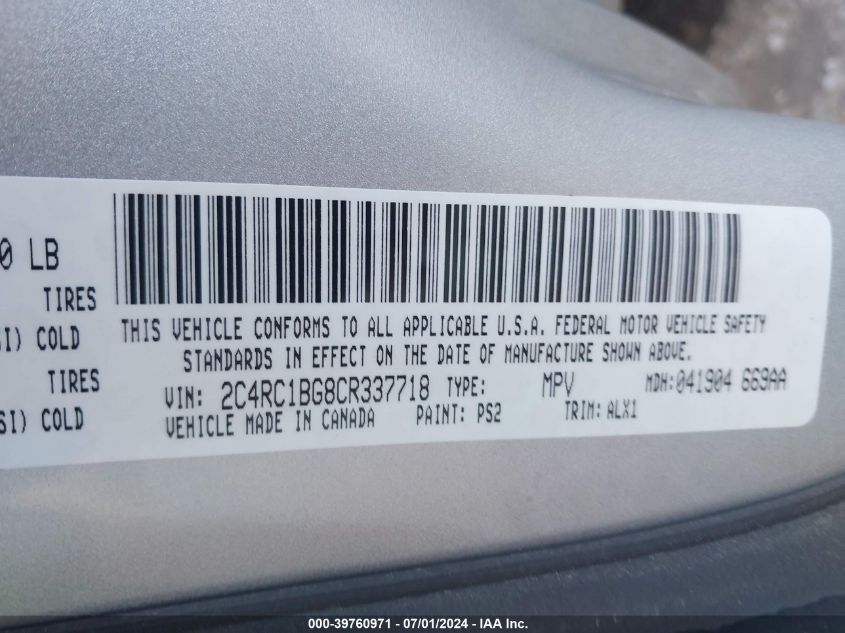 0 LB
TIRES
SI) COLD
TIRES
SI) COLD
THIS VEHICLE CONFORMS TO ALL APPLICABLE U.S.A. FEDERAL MOTOR VEHICLE SAFETY
STANDARDS IN EFFECT ON THE DATE OF MANUFACTURE SHOWN ABOVE.
VIN: 2C4RC1BG8CR337718 TYPE: MPV MDH:041904 669AA
VEHICLE MADE IN CANADA PAINT: PS2 TRIM: ALX1
000-39760971 / 07/01/2024 - IAA Inc.